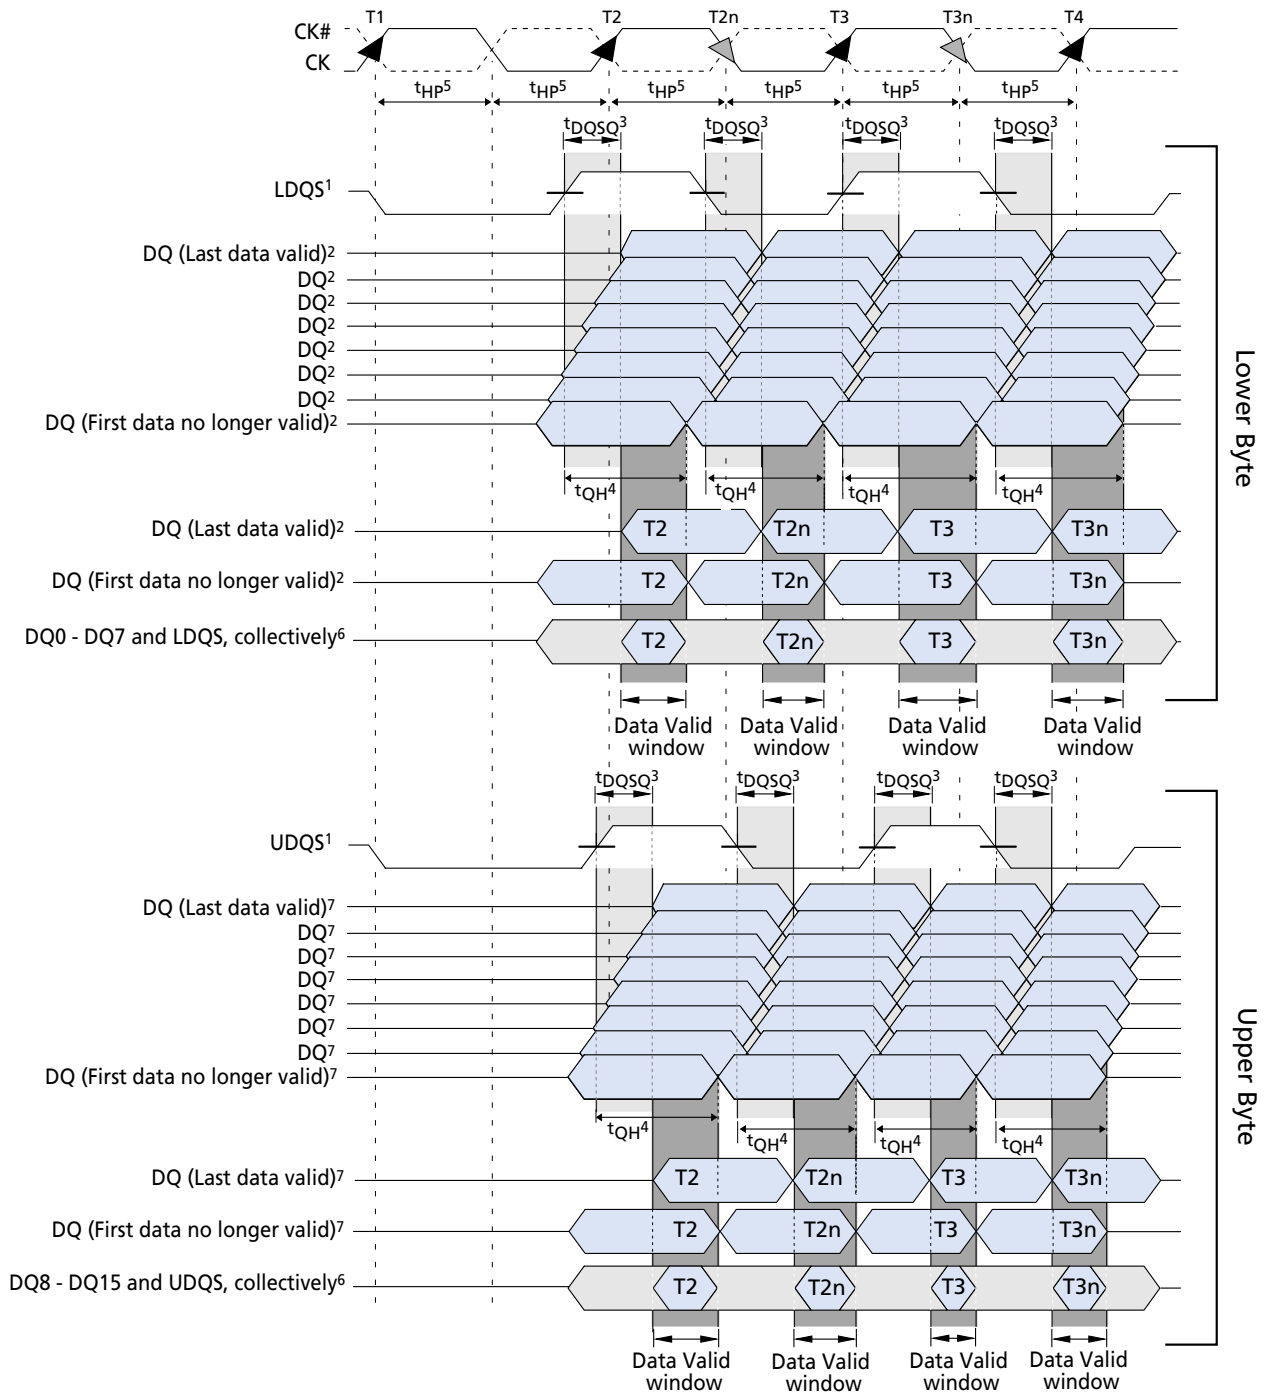 T1 T2 T2n T3 T3n T4
CK#
CK
tHP5 tHP5 tHP5 tHP5 tHP5 tHP5
tDQSQ3 tDQSQ3 tDQSQ3 tDQSQ3
LDQS1
DQ (Last data valid)2
DQ2
DQ2
DQ2
DQ2
DQ2
DQ2
DQ (First data no longer valid)2
tQH4 tQH4 tQH4 tQH4
DQ (Last data valid)2 T2 T2n T3 T3n
DQ (First data no longer valid)2 T2 T2n T3 T3n
DQ0 - DQ7 and LDQS, collectively6 T2 T2n T3 T3n
Data Valid window Data Valid window Data Valid window Data Valid window
Lower Byte
tDQSQ3 tDQSQ3 tDQSQ3 tDQSQ3
UDQS1
DQ (Last data valid)7
DQ7
DQ7
DQ7
DQ7
DQ7
DQ7
DQ (First data no longer valid)7
tQH4 tQH4 tQH4 tQH4
DQ (Last data valid)7 T2 T2n T3 T3n
DQ (First data no longer valid)7 T2 T2n T3 T3n
DQ8 - DQ15 and UDQS, collectively6 T2 T2n T3 T3n
Data Valid window Data Valid window Data Valid window Data Valid window
Upper Byte